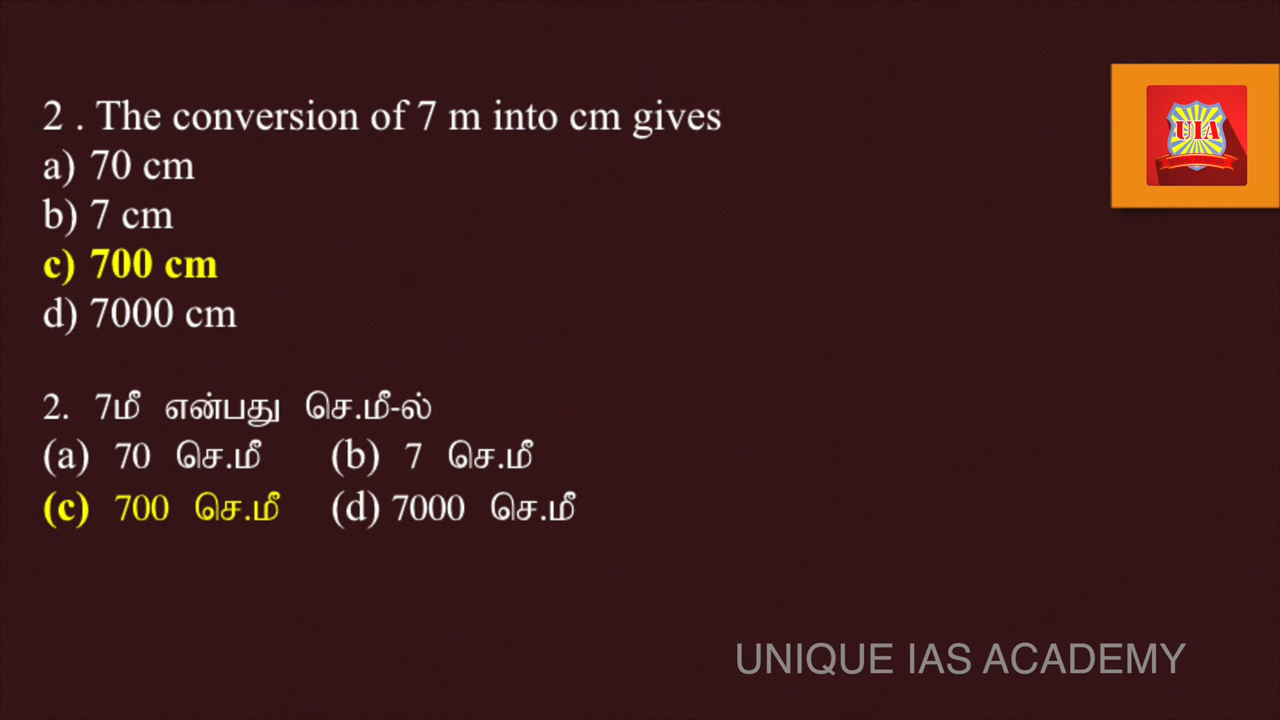 2 . The conversion of 7 m into cm gives
a) 70 cm
b) 7 cm
c) 700 cm
d) 7000 cm
2. 7மீ என்பது செ.மீ-ல்
(a) 70 செ.மீ (b) 7 செ.மீ
(c) 700 செ.மீ (d) 7000 செ.மீ
UIA
UNIQUE IAS ACADEMY